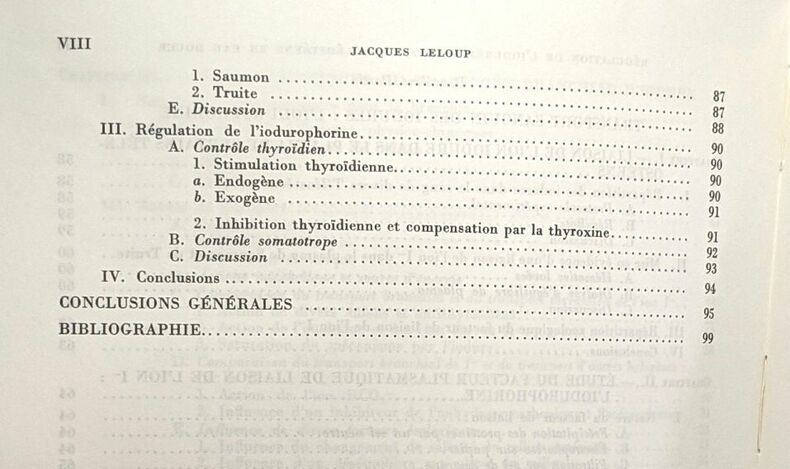 VIII JACQUES LELOUP
1. Saumon 87
2. Truite 87
E. Discussion 88
III. Régulation de l'iodurophorine 90
A. Contrôle thyroïdien 90
1. Stimulation thyroïdienne 90
a. Endogène 90
b. Exogène 91
2. Inhibition thyroïdienne et compensation par la thyroxine 91
B. Contrôle somatotrope 92
C. Discussion 93
IV. Conclusions 94
CONCLUSIONS GÉNÉRALES 95
BIBLIOGRAPHIE 99